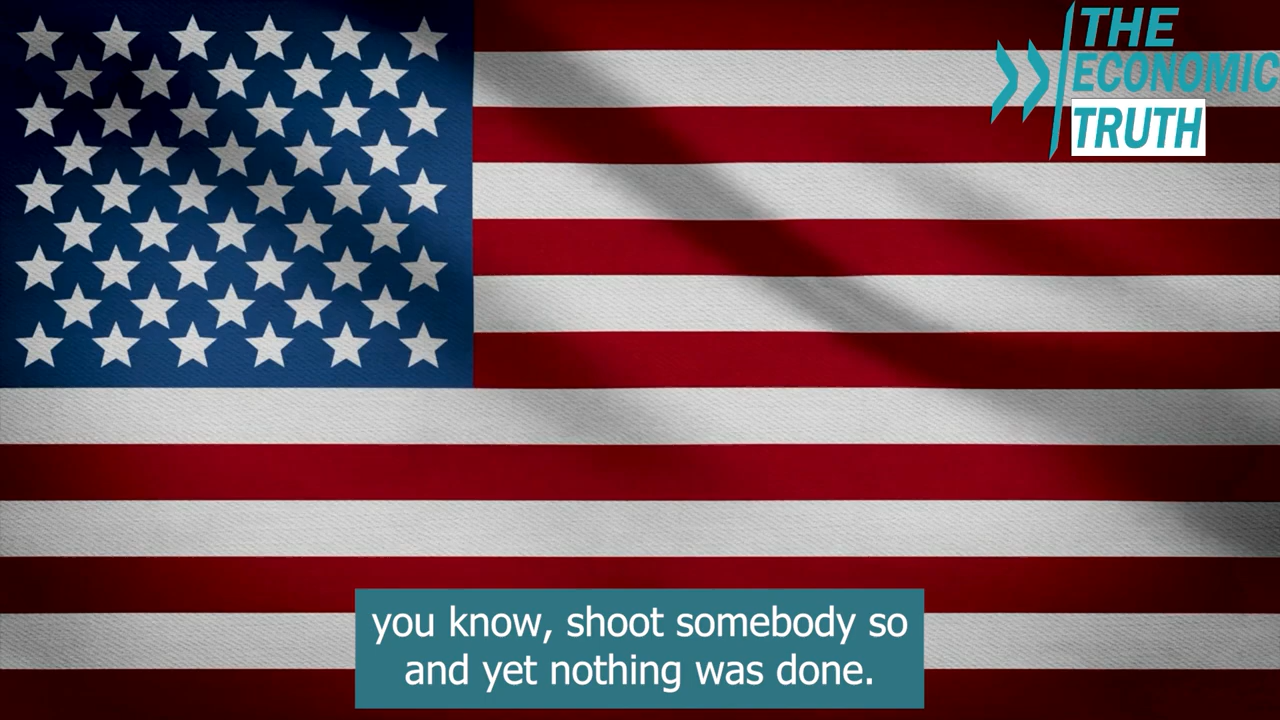 THE
ECONOMIC
TRUTH
you know, shoot somebody so
and yet nothing was done.